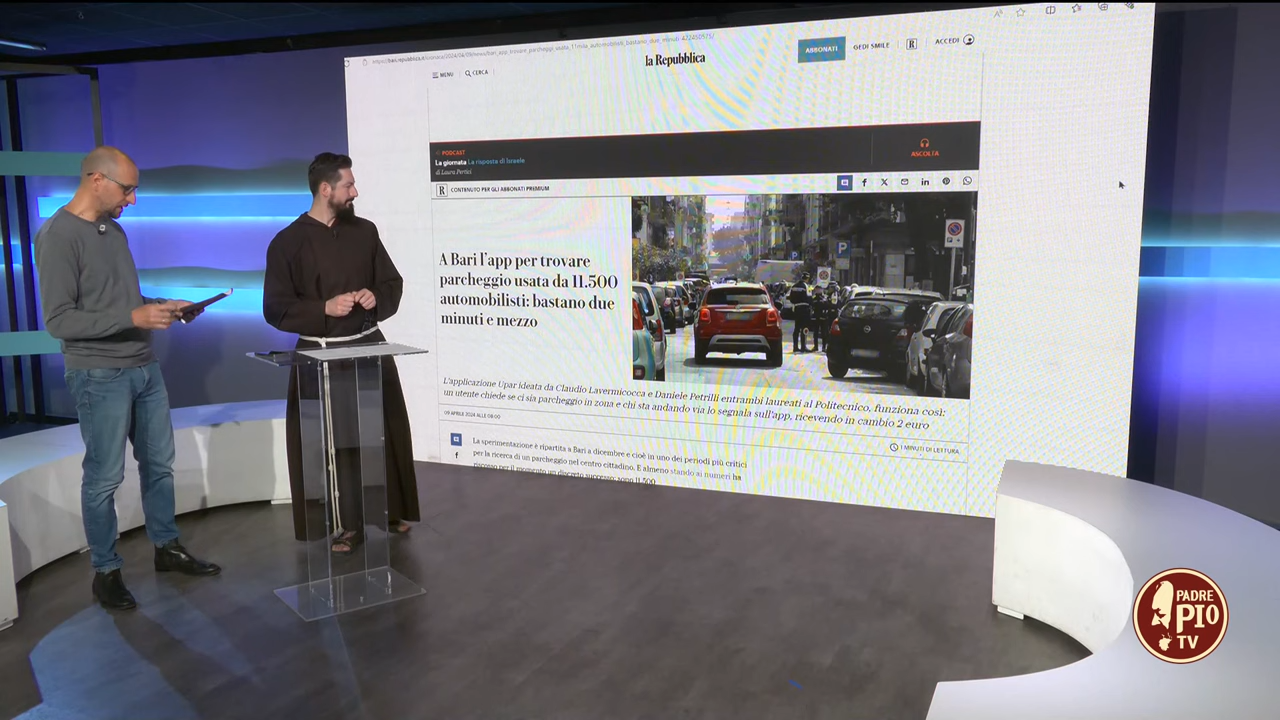 la Repubblica
ABBONATI
GEDI SMILE
R
ACCEDI
MENU
CERCA
PODCAST
La giornata La risposta di Israele
di Laura Pertici
ASCOLTA
R CONTENUTO PER GLI ABBONATI PREMIUM
A Bari l'app per trovare
parcheggio usata da 11.500
automobilisti: bastano due
minuti e mezzo
P
L'applicazione Upar ideata da Claudio Lavermicocca e Daniele Petrilli entrambi laureati al Politecnico, funziona così:
un utente chiede se ci sia parcheggio in zona e chi sta andando via lo segnala sull'app, ricevendo in cambio 2 euro
09 APRILE 2024 ALLE 09:00
1 MINUTI DI LETTURA
La sperimentazione è ripartita a Bari a dicembre e cioè in uno dei periodi più critici
per la ricerca di un parcheggio nel centro cittadino. E almeno stando ai numeri ha
PADRE
PIO
TV